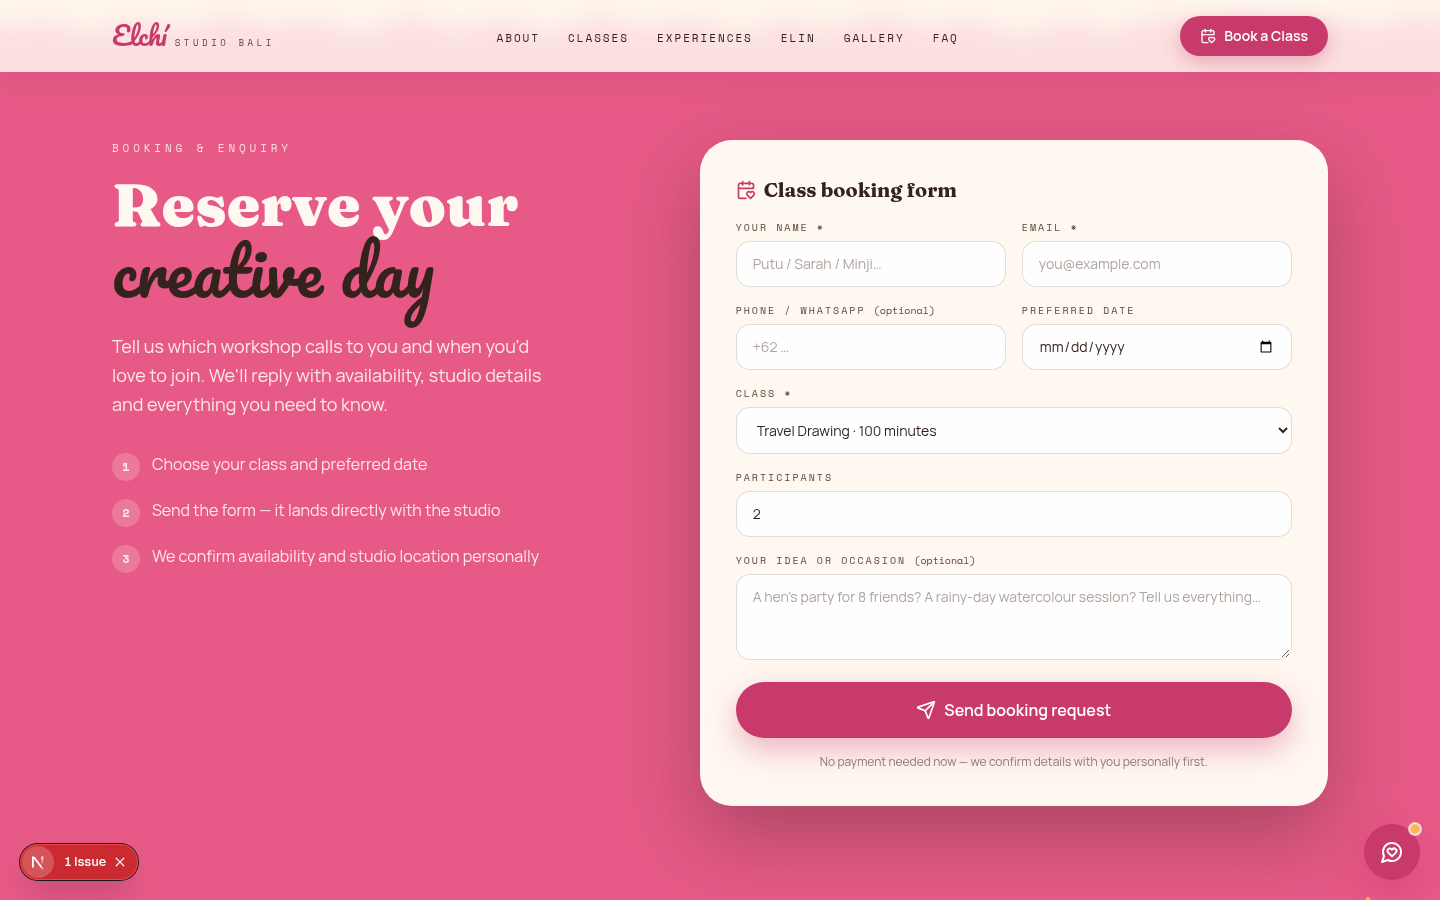 Elchí STUDIO BALI
ABOUT CLASSES EXPERIENCES ELIN GALLERY FAQ
Book a Class
BOOKING & ENQUIRY
Reserve your
creative day
Tell us which workshop calls to you and when you'd
love to join. We'll reply with availability, studio details
and everything you need to know.
1 Choose your class and preferred date
2 Send the form — it lands directly with the studio
3 We confirm availability and studio location personally
Class booking form
YOUR NAME *
Putu / Sarah / Minji…
EMAIL *
you@example.com
PHONE / WHATSAPP (optional)
+62 …
PREFERRED DATE
mm/dd/yyyy
CLASS *
Travel Drawing · 100 minutes
PARTICIPANTS
2
YOUR IDEA OR OCCASION (optional)
A hen's party for 8 friends? A rainy-day watercolour session? Tell us everything…
Send booking request
No payment needed now — we confirm details with you personally first.
N 1 Issue